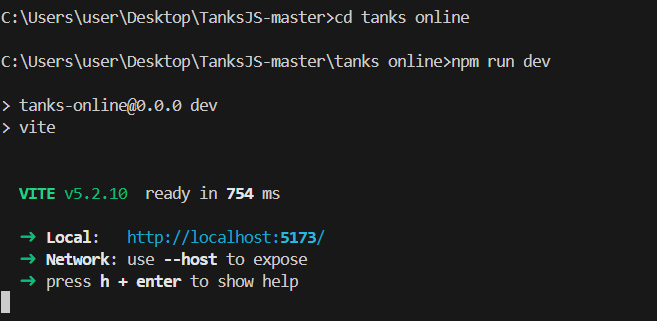 C:\Users\user\Desktop\TanksJS-master>cd tanks online
C:\Users\user\Desktop\TanksJS-master\tanks online>npm run dev
> tanks-online@0.0.0 dev
> vite
VITE v5.2.10  ready in 754 ms
➜ Local:   http://localhost:5173/
➜ Network: use --host to expose
➜ press h + enter to show help